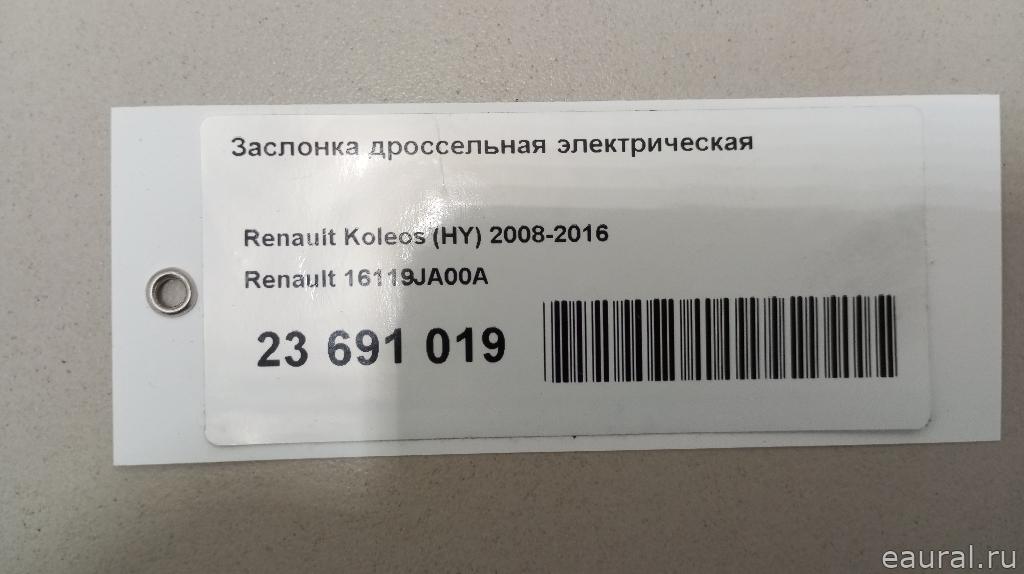 Заслонка дроссельная электрическая
Renault Koleos (HY) 2008-2016
Renault 16119JA00A
23 691 019
eaural.ru